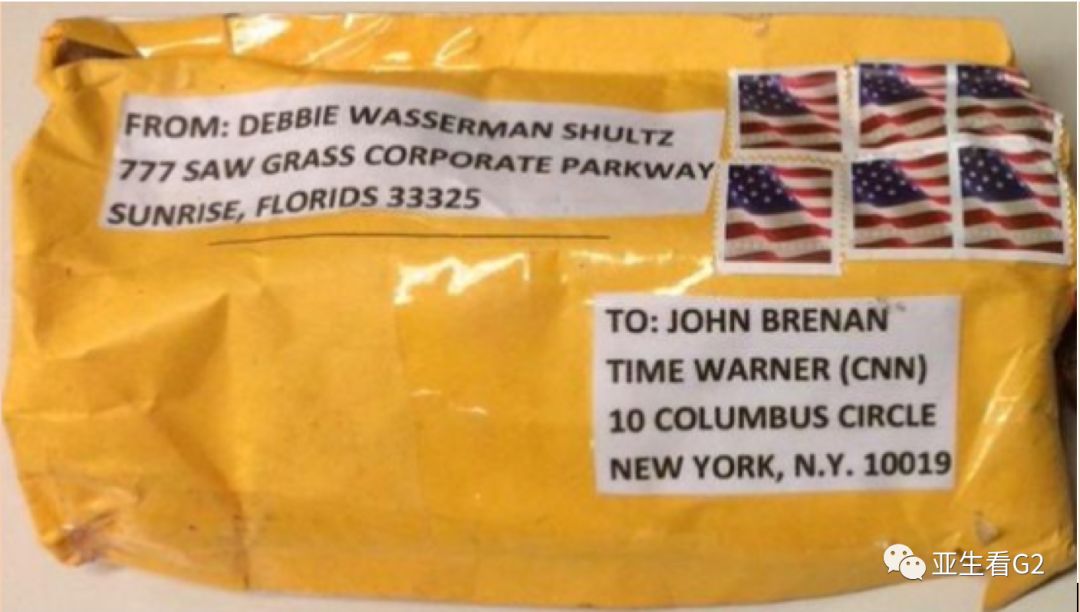 FROM: DEBBIE WASSERMAN SHULTZ
777 SAW GRASS CORPORATE PARKWAY
SUNRISE, FLORIDS 33325
TO: JOHN BRENAN
TIME WARNER (CNN)
10 COLUMBUS CIRCLE
NEW YORK, N.Y. 10019
亚生看G2